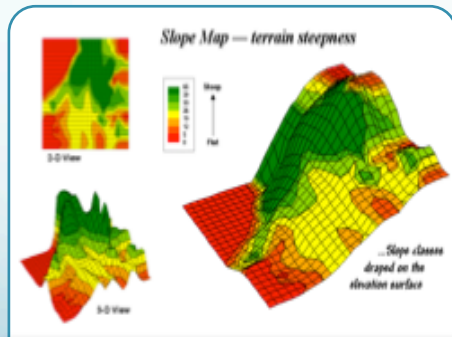 Slope Map — terrain steepness
2-D View
Steep
Flat
3-D View
...Slope classes
draped on the
elevation surface